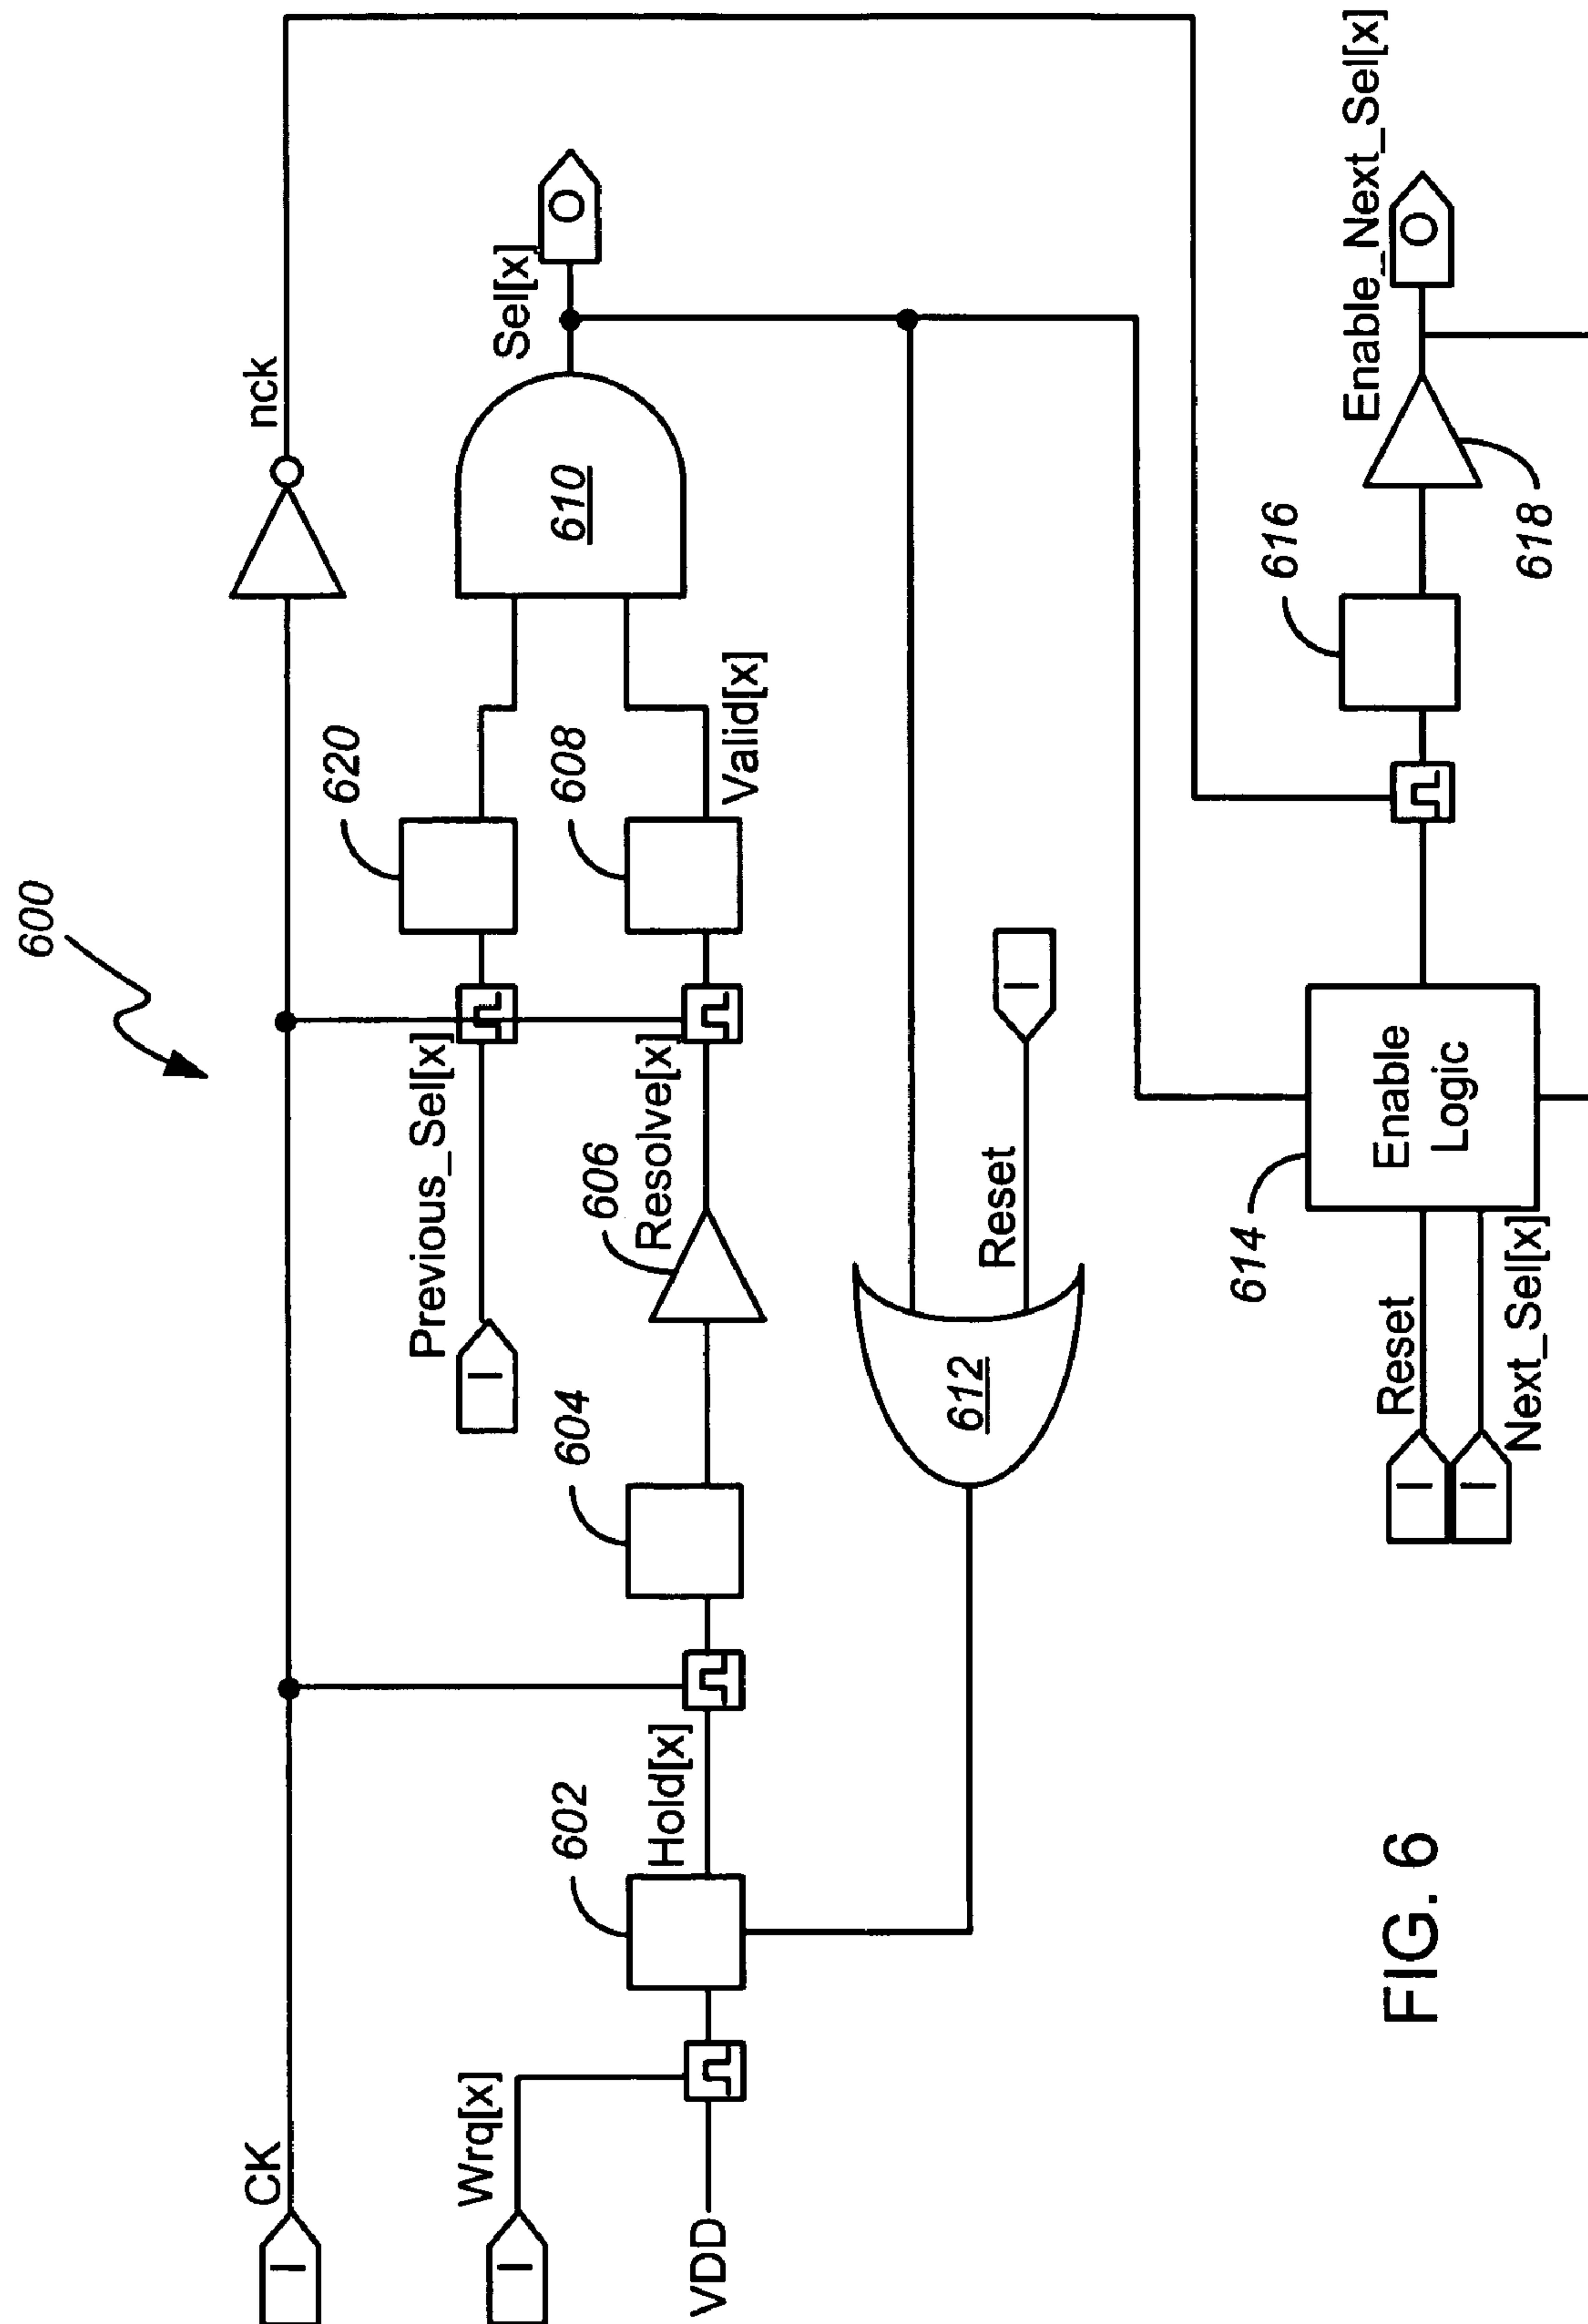 600
CK
nck
Wrq[x]
VDD
602
Hold[x]
604
606
Resolve[x]
Previous_Sel[x]
620
608
Valid[x]
610
Sel[x]
O
I
I
I
612
Reset
I
614
Enable
Logic
Reset
Next_Sel[x]
I
I
616
618
Enable_Next_Sel[x]
O
FIG. 6